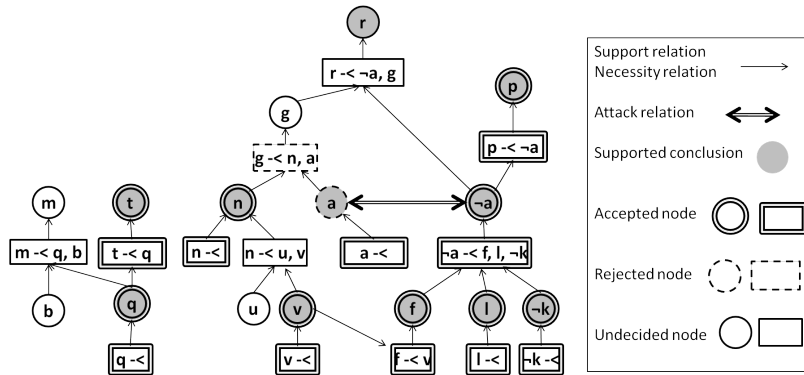 r
r -< ¬a, g
p
g
p -< ¬a
g -< n, a
m
t
n
a
¬a
m -< q, b
t -< q
n -<
n -< u, v
a -<
¬a -< f, l, ¬k
b
q
u
v
f
l
¬k
q -<
v -<
f -< v
l -<
¬k -<
Support relation
Necessity relation
Attack relation
Supported conclusion
Accepted node
Rejected node
Undecided node